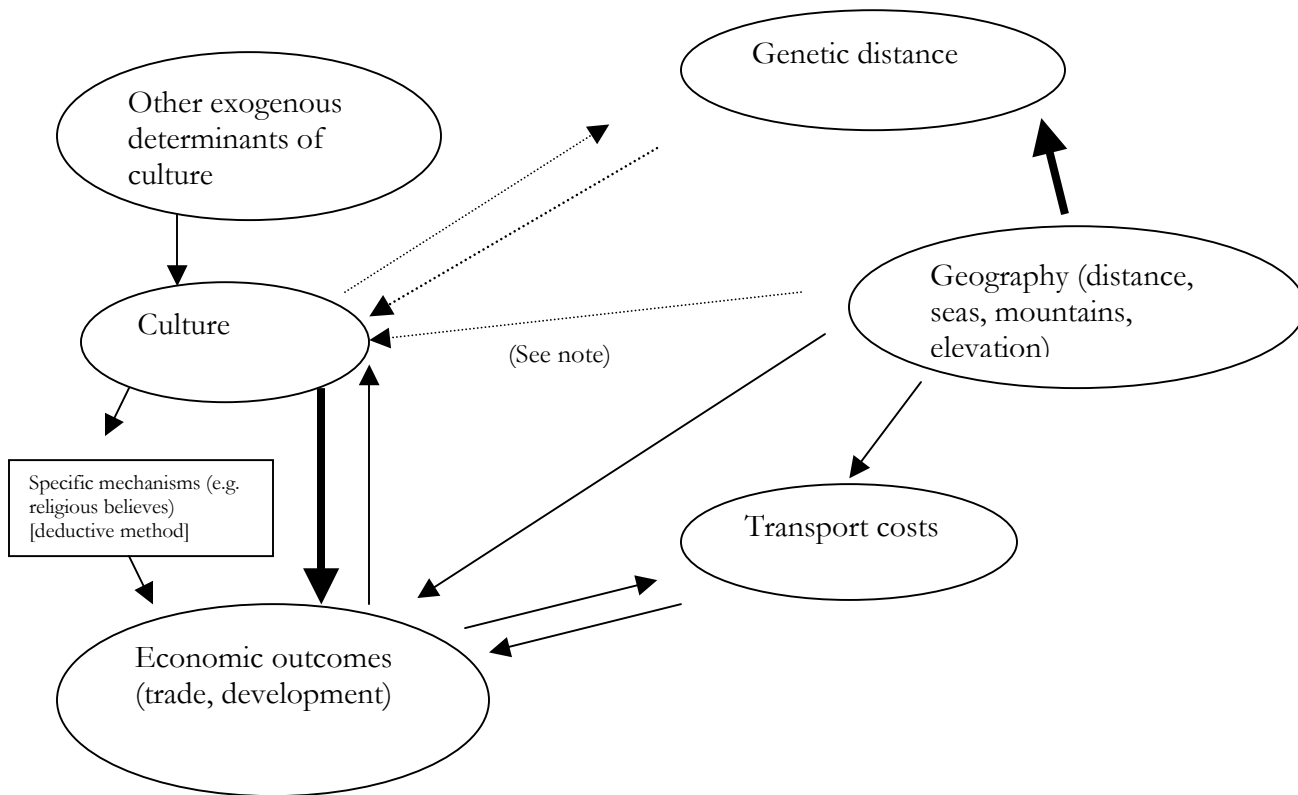 Genetic distance
Other exogenous
determinants of
culture
Geography (distance,
seas, mountains,
elevation)
Culture
(See note)
Specific mechanisms (e.g.
religious believes)
[deductive method]
Transport costs
Economic outcomes
(trade, development)